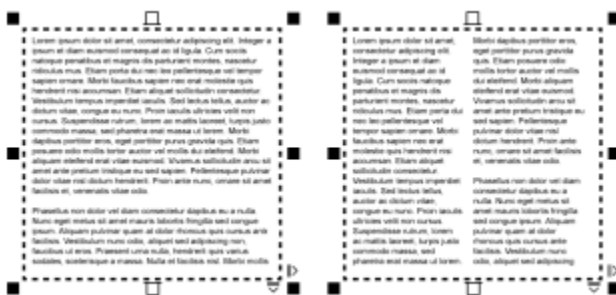 Lorem ipsum dolor sit amet, consectetur adipiscing elit. Integer a
ipsum et diam euismod consequat ac id ligula. Cum sociis
natoque penatibus et magnis dis parturient montes, nascetur
ridiculus mus. Etiam porta dui nec leo pellentesque vel tempor
sapien ornare. Morbi faucibus sapien nec erat molestie quis
hendrerit nisi accumsan. Etiam aliquet sollicitudin consectetur.
Vestibulum tempus imperdiet iaculis. Sed lectus tellus, auctor ac
dictum vitae, congue eu nunc. Proin iaculis ultricies velit non
cursus. Suspendisse rutrum, lorem ac mattis laoreet, turpis justo
commodo massa, sed pharetra erat massa ut lorem. Morbi
dapibus porttitor eros, eget porttitor purus gravida quis. Etiam
posuere odio mollis tortor auctor vel mollis dui eleifend. Morbi
aliquam eleifend erat vitae euismod. Vivamus sollicitudin arcu sit
amet ante pretium tristique eu sed sapien. Pellentesque pulvinar
dolor vitae nisl dictum hendrerit. Proin ante nunc, ornare sit amet
facilisis et, venenatis vitae odio.
Phasellus non dolor vel diam consectetur dapibus eu a nulla.
Nunc eget metus sit amet mauris lobortis fringilla sed congue
ipsum. Aliquam pulvinar quam at dolor rhoncus quis cursus ante
facilisis. Vestibulum nunc odio, aliquet sed adipiscing non,
faucibus ut eros. Praesent urna nulla, hendrerit quis varius
sodales, scelerisque a massa. Nulla et facilisis nisl. Morbi mollis
Lorem ipsum dolor sit amet,
consectetur adipiscing elit.
Integer a ipsum et diam
euismod consequat ac id
ligula. Cum sociis natoque
penatibus et magnis dis
parturient montes, nascetur
ridiculus mus. Etiam porta dui
nec leo pellentesque vel
tempor sapien ornare. Morbi
faucibus sapien nec erat
molestie quis hendrerit nisi
accumsan. Etiam aliquet
sollicitudin consectetur.
Vestibulum tempus imperdiet
iaculis. Sed lectus tellus,
auctor ac dictum vitae,
congue eu nunc. Proin iaculis
ultricies velit non cursus.
Suspendisse rutrum, lorem
ac mattis laoreet, turpis justo
commodo massa, sed
pharetra erat massa ut lorem.
Morbi dapibus porttitor eros,
eget porttitor purus gravida
quis. Etiam posuere odio
mollis tortor auctor vel mollis
dui eleifend. Morbi aliquam
eleifend erat vitae euismod.
Vivamus sollicitudin arcu sit
amet ante pretium tristique eu
sed sapien. Pellentesque
pulvinar dolor vitae nisl
dictum hendrerit. Proin ante
nunc, ornare sit amet facilisis
et, venenatis vitae odio.
Phasellus non dolor vel diam
consectetur dapibus eu a
nulla. Nunc eget metus sit
amet mauris lobortis fringilla
sed congue ipsum. Aliquam
pulvinar quam at dolor
rhoncus quis cursus ante
facilisis. Vestibulum nunc
odio, aliquet sed adipiscing